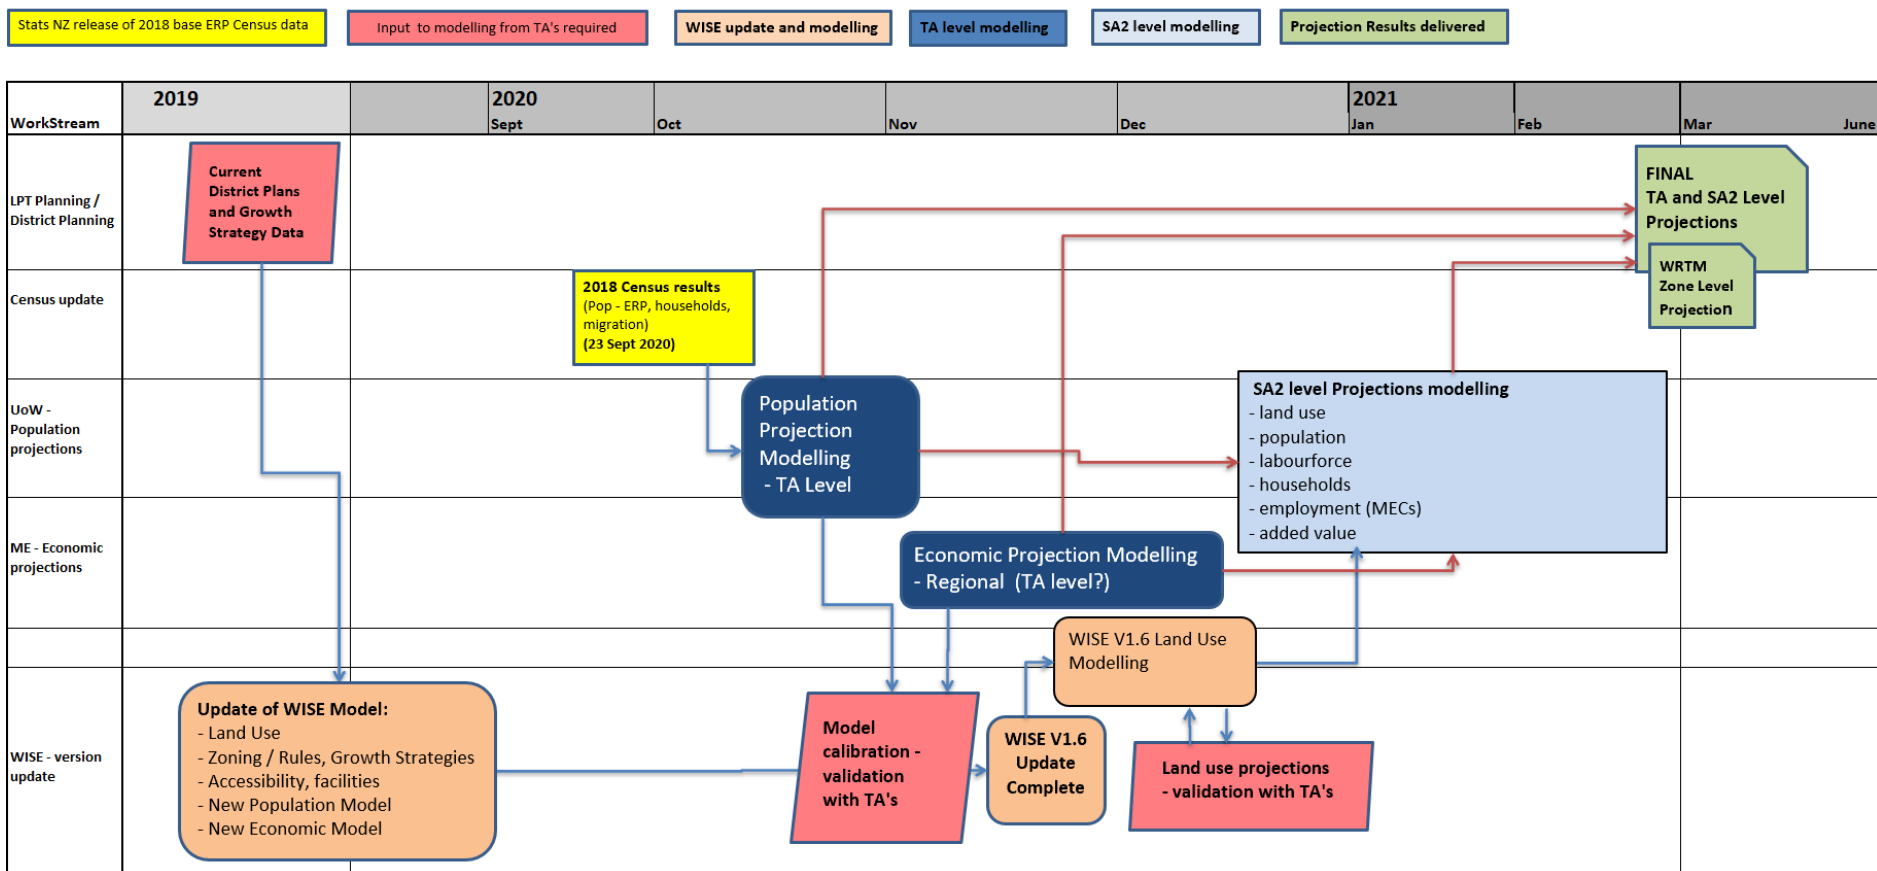 Stats NZ release of 2018 base ERP Census data
Input to modelling from TA's required
WISE update and modelling
TA level modelling
SA2 level modelling
Projection Results delivered
2019
2020
2021
WorkStream
Sept
Oct
Nov
Dec
Jan
Feb
Mar
June
LPT Planning /
District Planning
Current
District Plans
and Growth
Strategy Data
FINAL
TA and SA2 Level
Projections
WRTM
Zone Level
Projection
Census update
2018 Census results
(Pop - ERP, households,
migration)
(23 Sept 2020)
UoW -
Population
projections
Population
Projection
Modelling
- TA Level
SA2 level Projections modelling
- land use
- population
- labourforce
- households
- employment (MECs)
- added value
ME - Economic
projections
Economic Projection Modelling
- Regional (TA level?)
WISE V1.6 Land Use
Modelling
WISE - version
update
Update of WISE Model:
- Land Use
- Zoning / Rules, Growth Strategies
- Accessibility, facilities
- New Population Model
- New Economic Model
Model
calibration -
validation
with TA's
WISE V1.6
Update
Complete
Land use projections
- validation with TA's